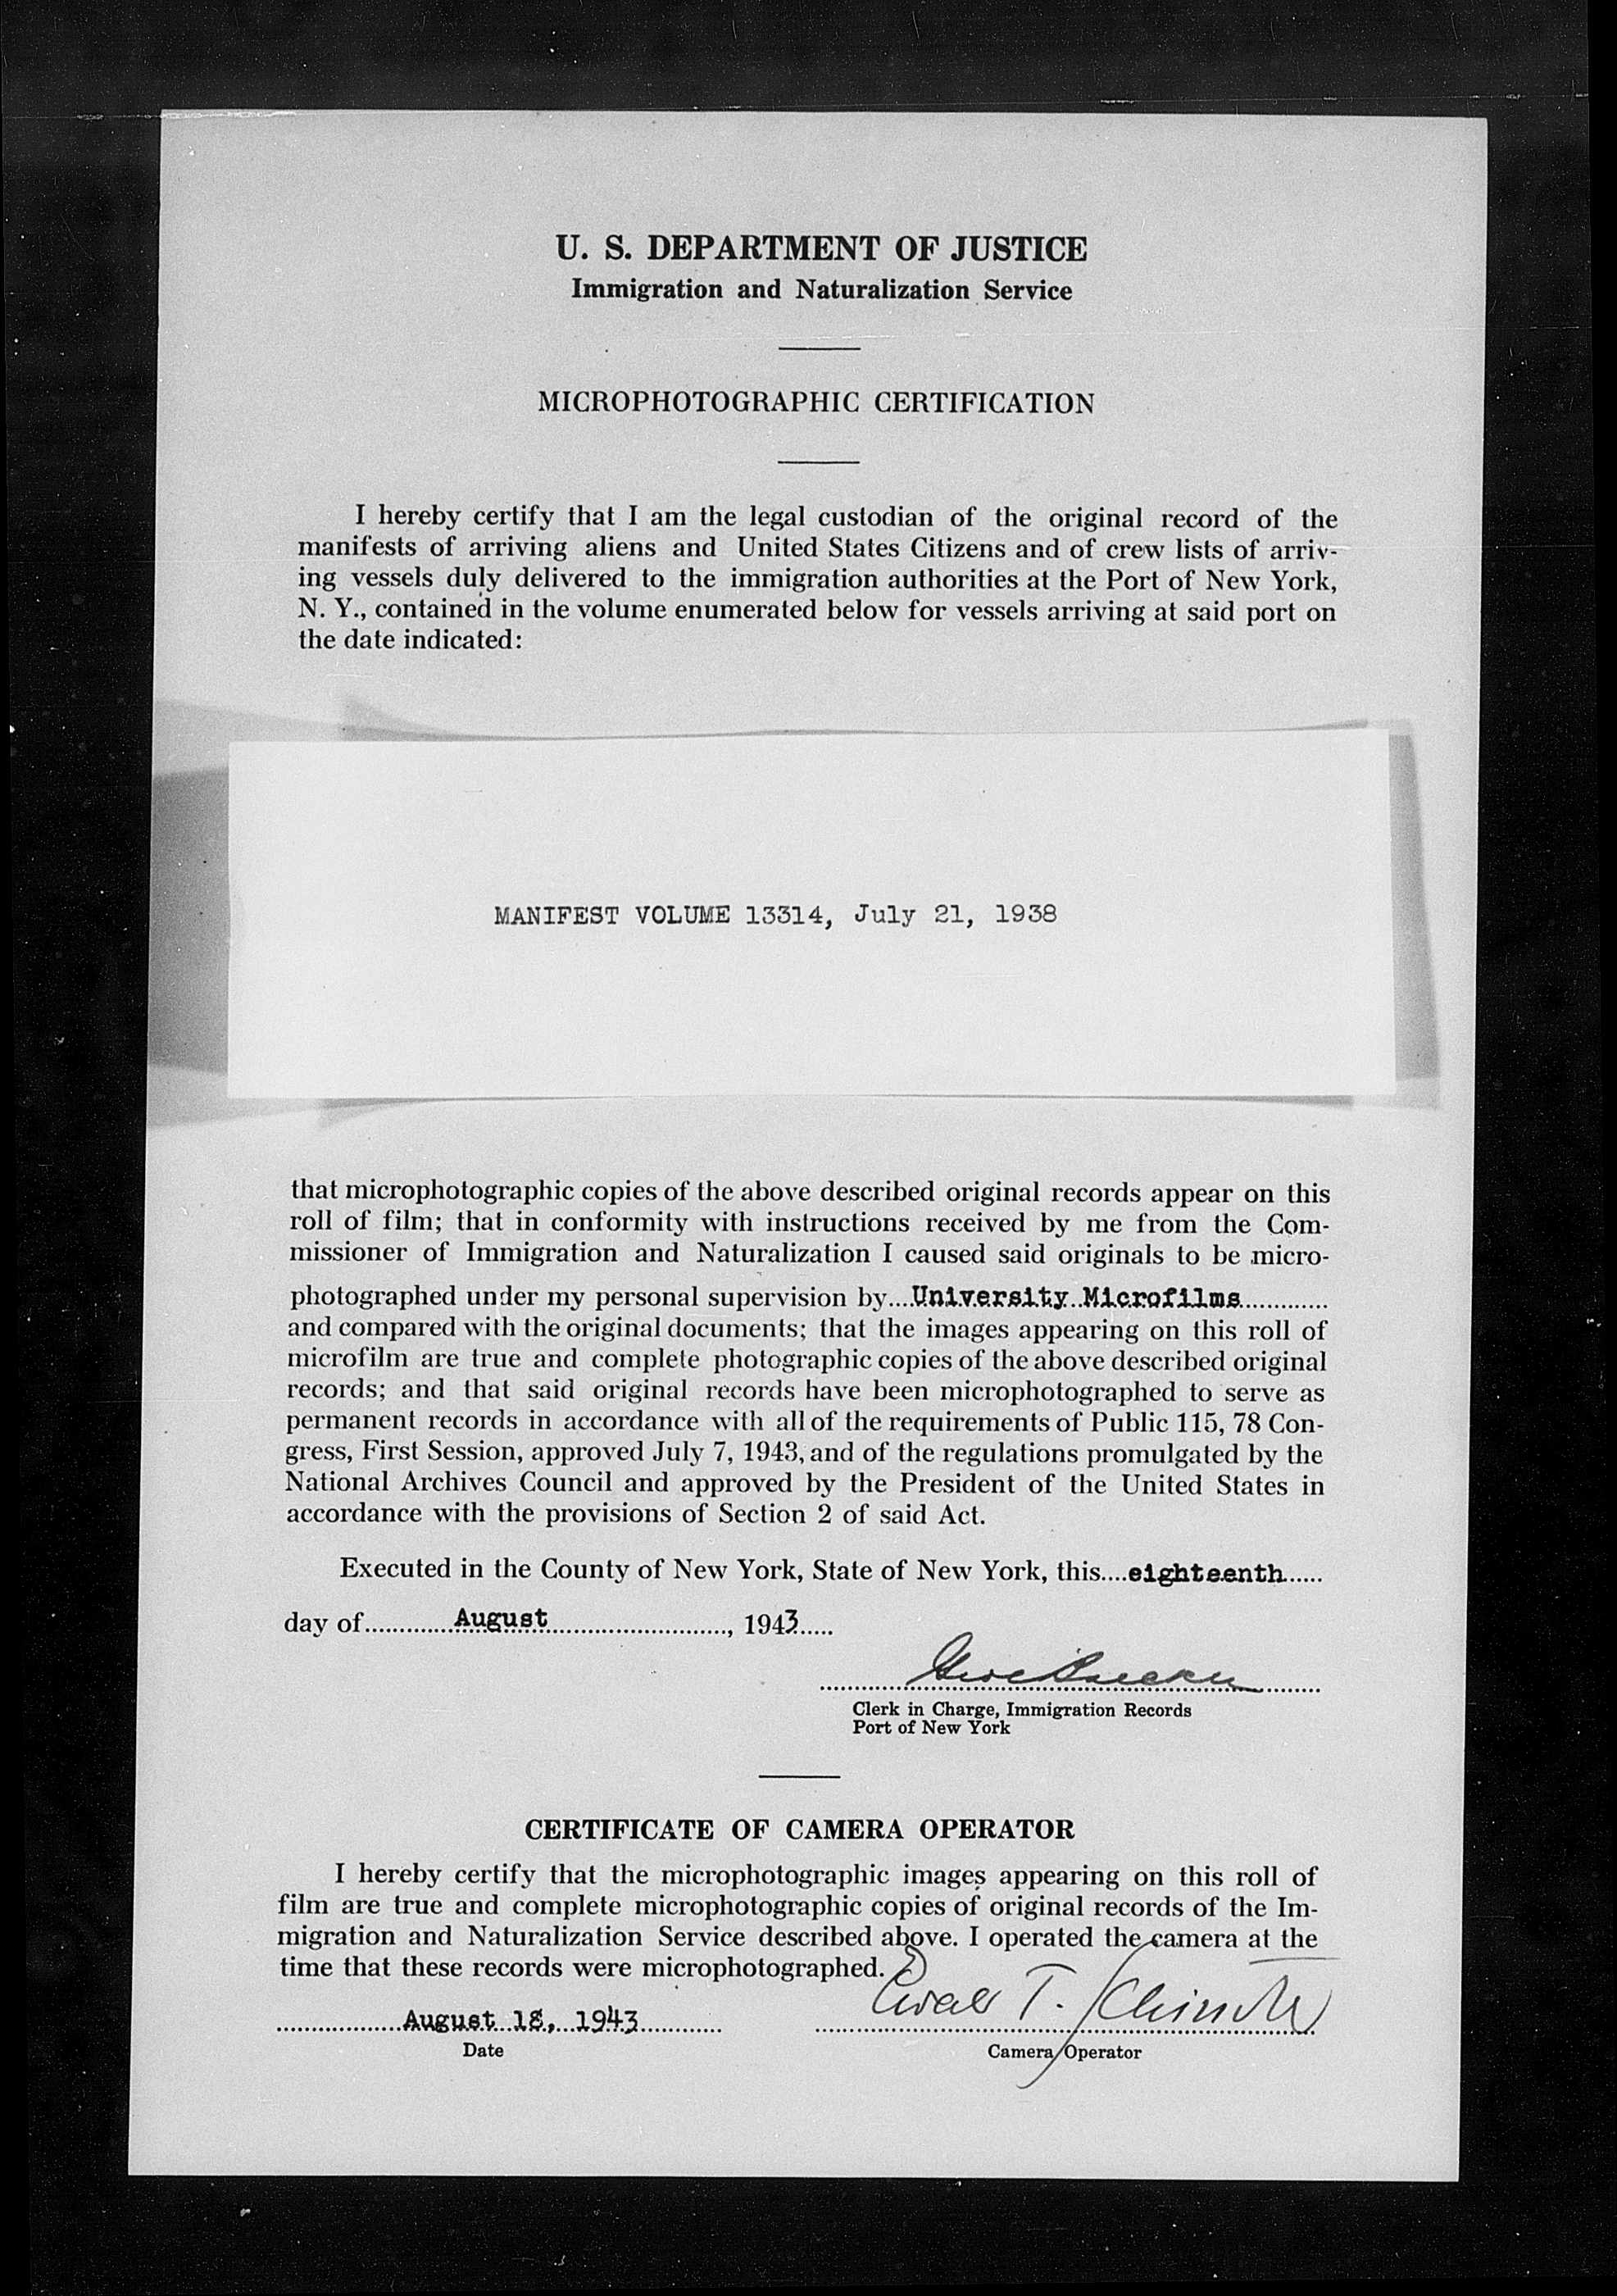 U. S. DEPARTMENT OF JUSTICE
Immigration and Naturalization Service
MICROPHOTOGRAPHIC CERTIFICATION
I hereby certify that I am the legal custodian of the original record of the
manifests of arriving aliens and United States Citizens and of crew lists of arriv-
ing vessels duly delivered to the immigration authorities at the Port of New York,
N. Y., contained in the volume enumerated below for vessels arriving at said port on
the date indicated:
MANIFEST VOLUME 13314, July 21, 1938
that microphotographic copies of the above described original records appear on this
roll of film; that in conformity with instructions received by me from the Com-
missioner of Immigration and Naturalization I caused said originals to be micro-
photographed under my personal supervision by....University Microfilms.............
and compared with the original documents; that the images appearing on this roll of
microfilm are true and complete photographic copies of the above described original
records; and that said original records have been microphotographed to serve as
permanent records in accordance with all of the requirements of Public 115, 78 Con-
gress, First Session, approved July 7, 1943, and of the regulations promulgated by the
National Archives Council and approved by the President of the United States in
accordance with the provisions of Section 2 of said Act.
Executed in the County of New York, State of New York, this....eighteenth......
day of................August................................, 1943.....
Clerk in Charge, Immigration Records
Port of New York
CERTIFICATE OF CAMERA OPERATOR
I hereby certify that the microphotographic images appearing on this roll of
film are true and complete microphotographic copies of original records of the Im-
migration and Naturalization Service described above. I operated the camera at the
time that these records were microphotographed.
T.
August 18, 1943
Date
Camera Operator